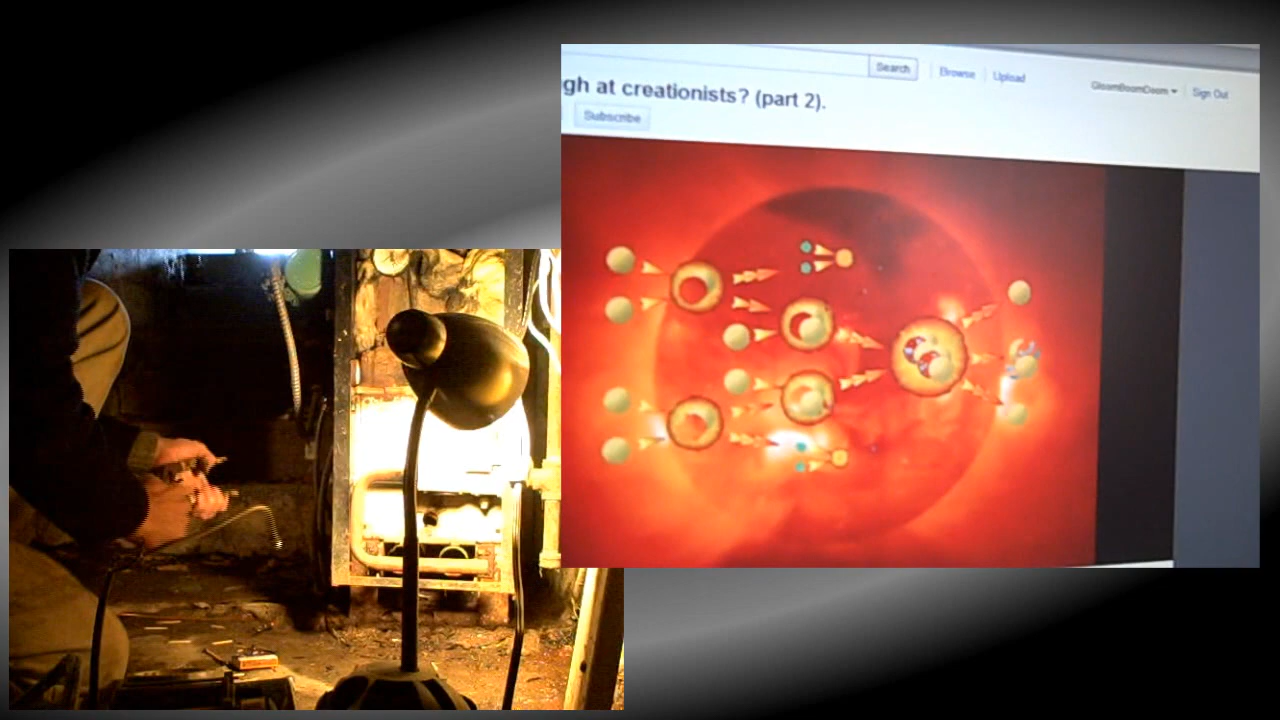 Search
Browse
Upload
GloomBoomDoom
Sign Out
gh at creationists? (part 2).
Subscribe